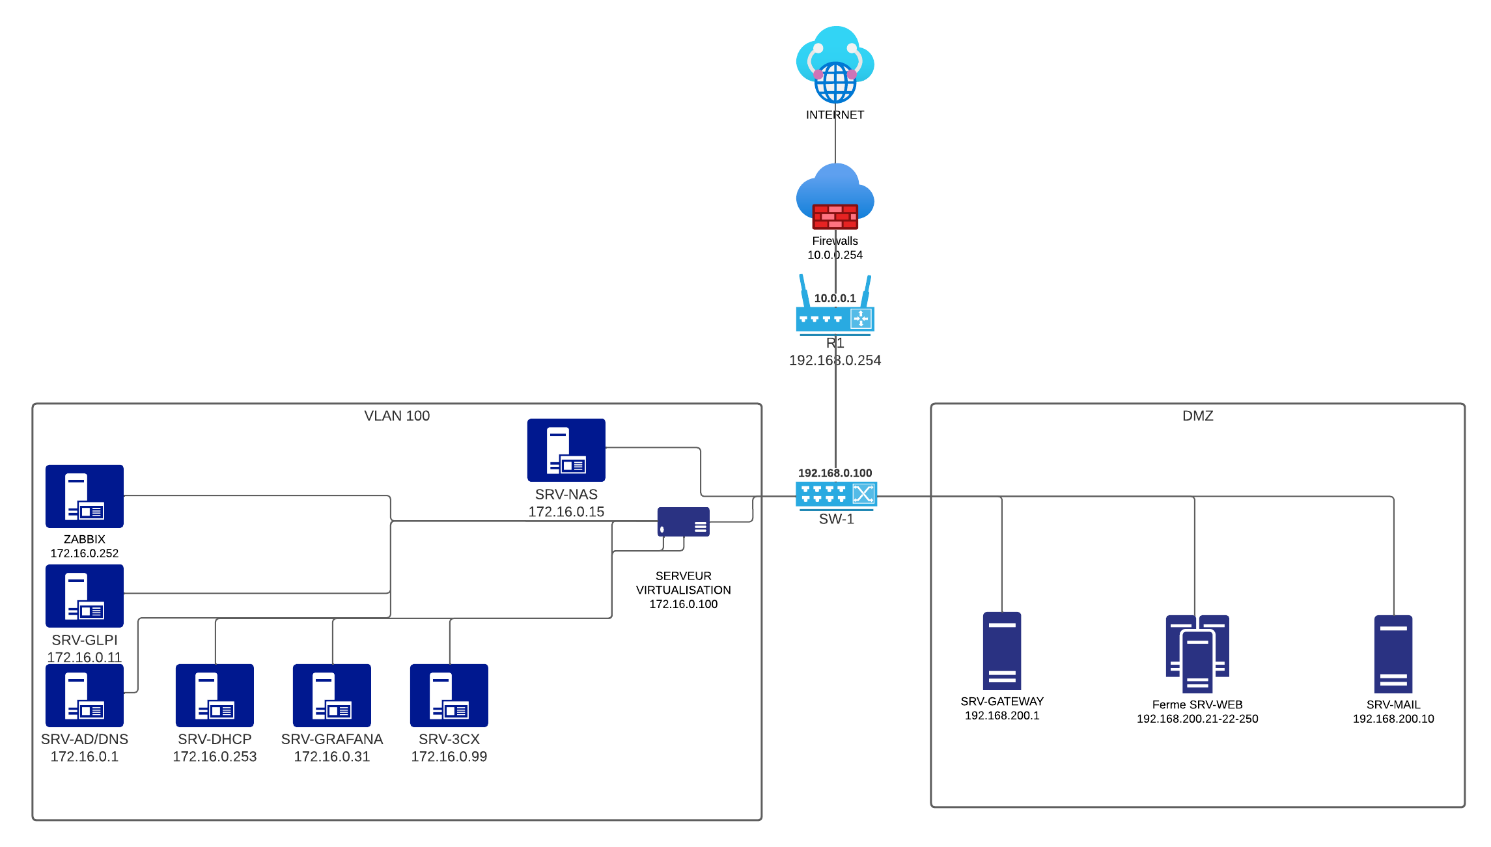 INTERNET
Firewalls
10.0.0.254
10.0.0.1
R1
192.168.0.254
VLAN 100
DMZ
192.168.0.100
SW-1
SRV-NAS
172.16.0.15
ZABBIX
172.16.0.252
SERVEUR
VIRTUALISATION
172.16.0.100
SRV-GLPI
172.16.0.11
SRV-AD/DNS
172.16.0.1
SRV-DHCP
172.16.0.253
SRV-GRAFANA
172.16.0.31
SRV-3CX
172.16.0.99
SRV-GATEWAY
192.168.200.1
Ferme SRV-WEB
192.168.200.21-22-250
SRV-MAIL
192.168.200.10